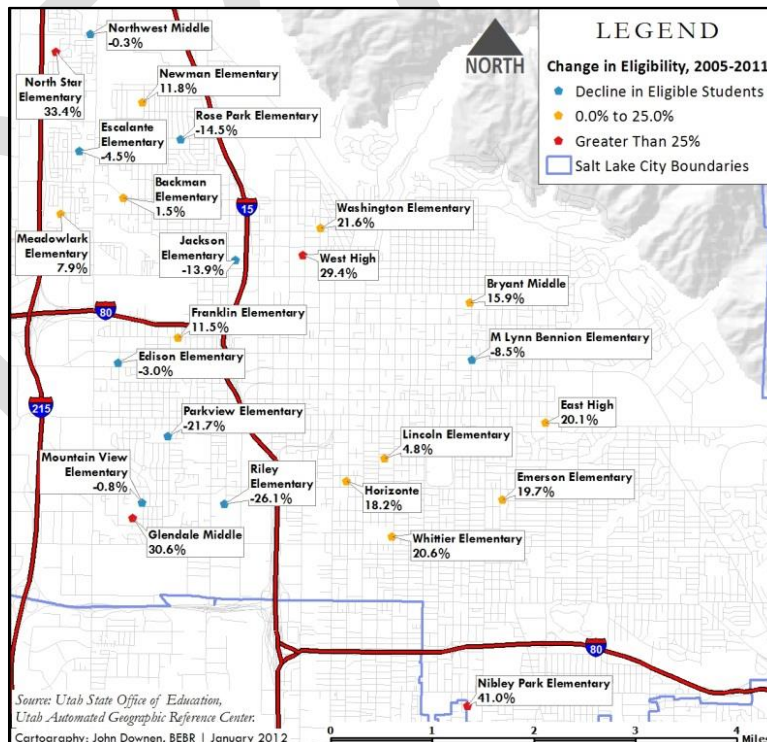 Northwest Middle
-0.3%
North Star
Elementary
33.4%
Newman Elementary
11.8%
Rose Park Elementary
-14.5%
Escalante
Elementary
-4.5%
Backman
Elementary
1.5%
15
Meadowlark
Elementary
7.9%
Jackson
Elementary
-13.9%
Washington Elementary
21.6%
West High
29.4%
Bryant Middle
15.9%
80
Franklin Elementary
11.5%
Edison Elementary
-3.0%
M Lynn Bennion Elementary
-8.5%
215
Parkview Elementary
-21.7%
East High
20.1%
Lincoln Elementary
4.8%
Mountain View
Elementary
-0.8%
Riley
Elementary
-26.1%
Horizonte
18.2%
Emerson Elementary
19.7%
Glendale Middle
30.6%
Whittier Elementary
20.6%
80
Nibley Park Elementary
41.0%
NORTH
LEGEND
Change in Eligibility, 2005-2011
Decline in Eligible Students
0.0% to 25.0%
Greater Than 25%
Salt Lake City Boundaries
Source: Utah State Office of Education,
Utah Automated Geographic Reference Center.
Cartography: John Downen, BEBR | January 2012
0 1 2 3 4
Miles